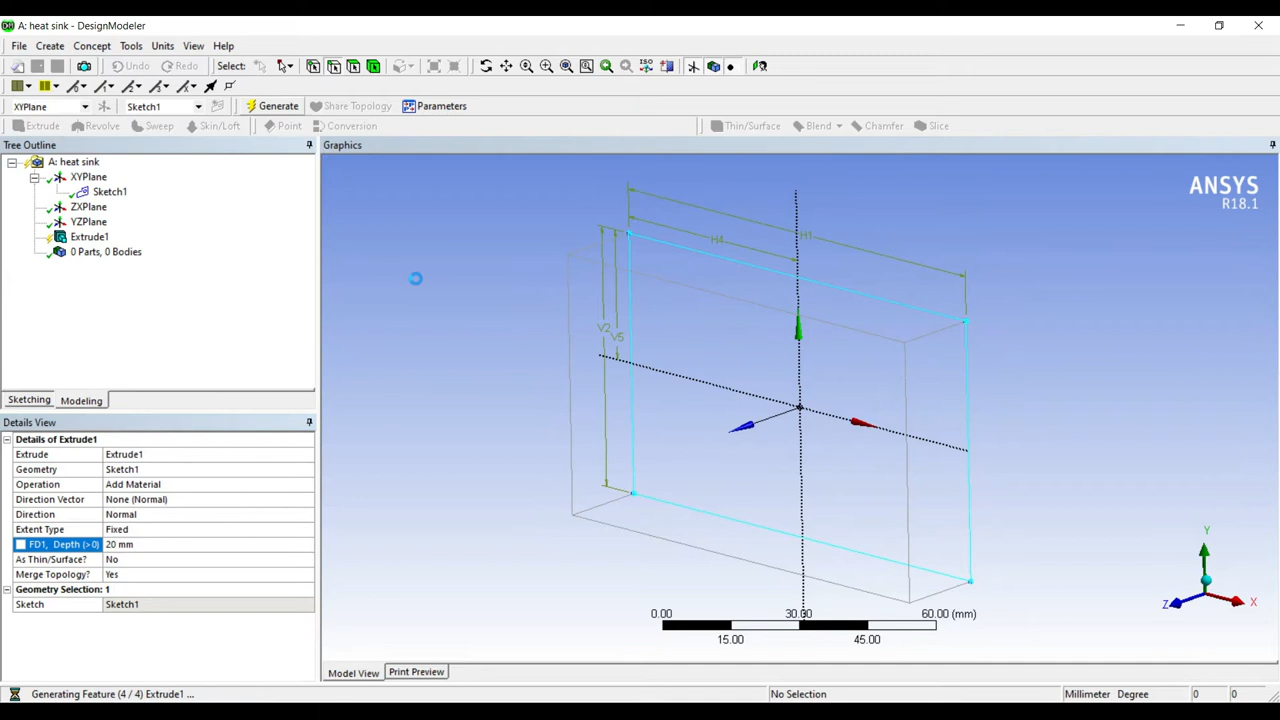 A: heat sink - DesignModeler
File Create Concept Tools Units View Help
Undo Redo Select:
XYPlane Sketch1 Generate Share Topology Parameters
Extrude Revolve Sweep Skin/Loft Point Conversion Thin/Surface Blend Chamfer Slice
Tree Outline
A: heat sink
XYPlane
Sketch1
ZXPlane
YZPlane
Extrude1
0 Parts, 0 Bodies
Sketching Modeling
Details View
Details of Extrude1
Extrude Extrude1
Geometry Sketch1
Operation Add Material
Direction Vector None (Normal)
Direction Normal
Extent Type Fixed
FD1, Depth (>0) 20 mm
As Thin/Surface? No
Merge Topology? Yes
Geometry Selection: 1
Sketch Sketch1
Graphics
ANSYS
R18.1
H4
H1
V2
V5
0.00 30.00 60.00 (mm)
15.00 45.00
Y
Z
X
Model View Print Preview
Generating Feature (4 / 4) Extrude1 ... No Selection Millimeter Degree 0 0